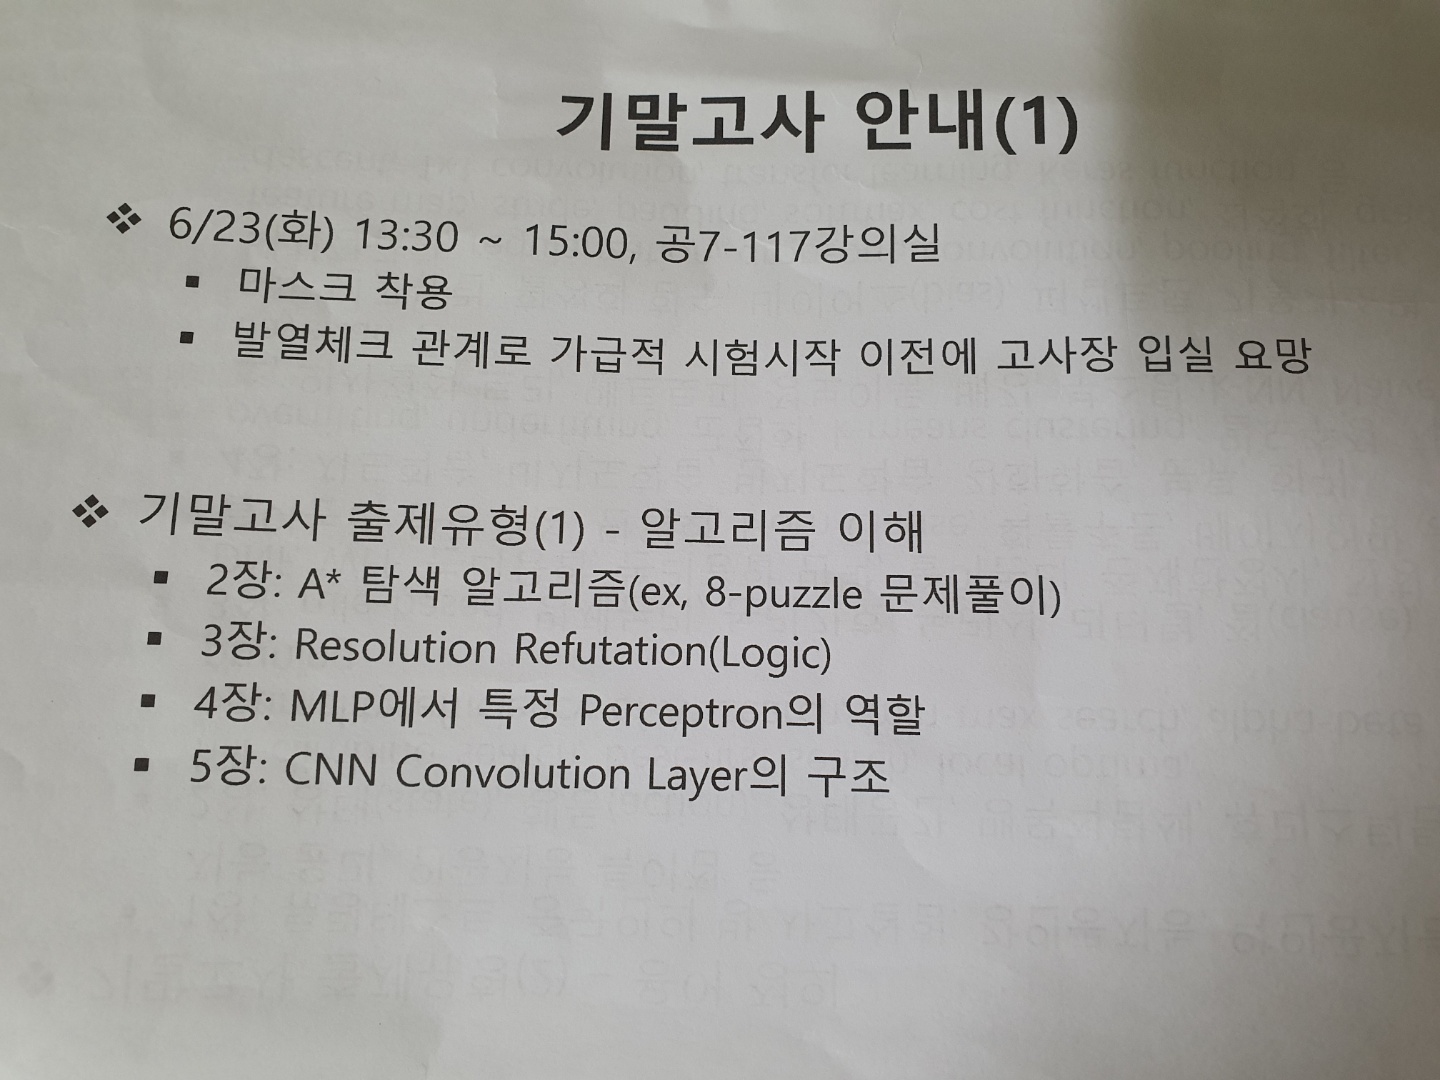 기말고사 안내(1)
❖ 6/23(화) 13:30 ~ 15:00, 공7-117강의실
▪ 마스크 착용
▪ 발열체크 관계로 가급적 시험시작 이전에 고사장 입실 요망
❖ 기말고사 출제유형(1) - 알고리즘 이해
▪ 2장: A* 탐색 알고리즘(ex, 8-puzzle 문제풀이)
▪ 3장: Resolution Refutation(Logic)
▪ 4장: MLP에서 특정 Perceptron의 역할
▪ 5장: CNN Convolution Layer의 구조